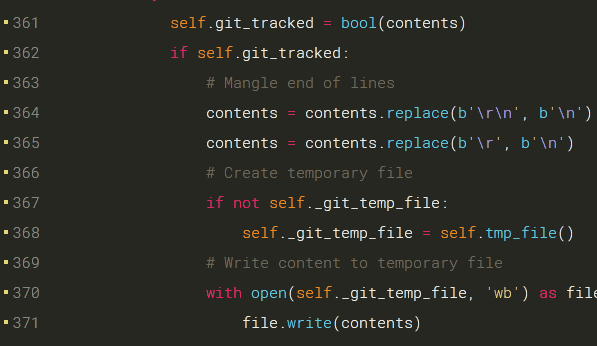 361 self.git_tracked = bool(contents)
362 if self.git_tracked:
363 # Mangle end of lines
364 contents = contents.replace(b'\r\n', b'\n')
365 contents = contents.replace(b'\r', b'\n')
366 # Create temporary file
367 if not self._git_temp_file:
368 self._git_temp_file = self.tmp_file()
369 # Write content to temporary file
370 with open(self._git_temp_file, 'wb') as file
371 file.write(contents)